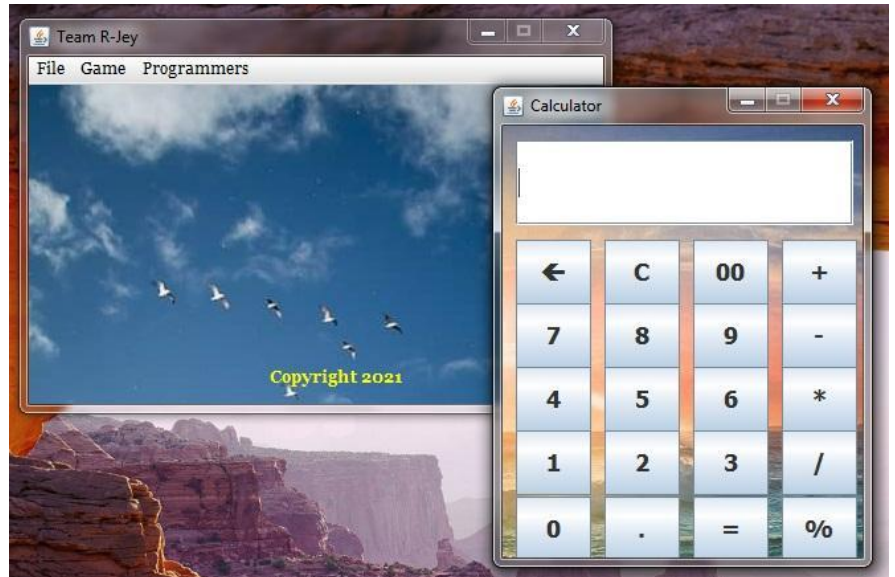 Team R-Jey
File Game Programmers
Copyright 2021
Calculator
← C 00 +
7 8 9 -
4 5 6 *
1 2 3 /
0 . = %